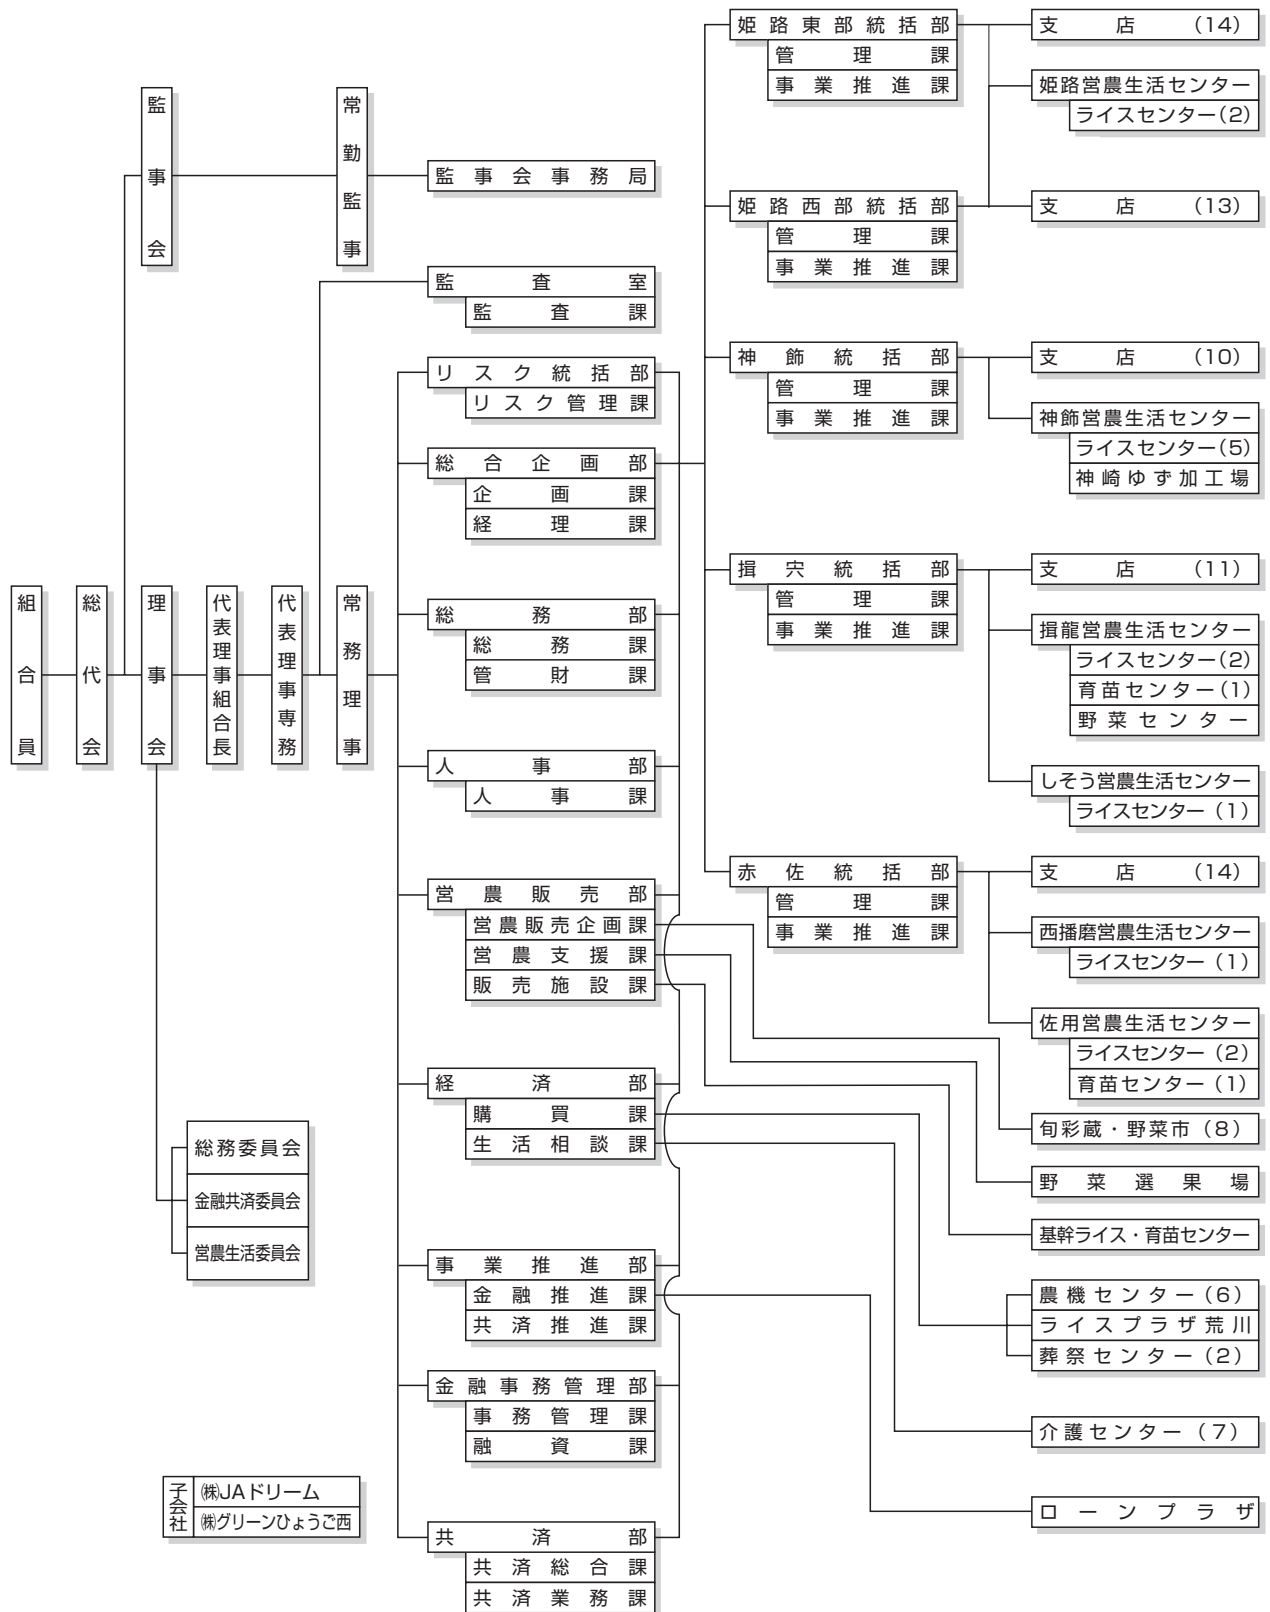 組合員
総代会
監事会
理事会
総務委員会
金融共済委員会
営農生活委員会
代表理事組合長
代表理事専務
常勤監事
常務理事
監事会事務局
監査室
監査課
リスク統括部
リスク管理課
総合企画部
企画課
経理課
総務部
総務課
管財課
人事部
人事課
営農販売部
営農販売企画課
営農支援課
販売施設課
経済部
購買課
生活相談課
事業推進部
金融推進課
共済推進課
金融事務管理部
事務管理課
融資課
共済部
共済総合課
共済業務課
姫路東部統括部
管理課
事業推進課
姫路西部統括部
管理課
事業推進課
神飾統括部
管理課
事業推進課
揖宍統括部
管理課
事業推進課
赤佐統括部
管理課
事業推進課
支店(14)
姫路営農生活センター
ライスセンター(2)
支店(13)
支店(10)
神飾営農生活センター
ライスセンター(5)
神崎ゆず加工場
支店(11)
揖龍営農生活センター
ライスセンター(2)
育苗センター(1)
野菜センター
しそう営農生活センター
ライスセンター(1)
支店(14)
西播磨営農生活センター
ライスセンター(1)
佐用営農生活センター
ライスセンター(2)
育苗センター(1)
旬彩蔵・野菜市(8)
野菜選果場
基幹ライス・育苗センター
農機センター(6)
ライスプラザ荒川
葬祭センター(2)
介護センター(7)
ローンプラザ
子会社
㈱JAドリーム
㈱グリーンひょうご西